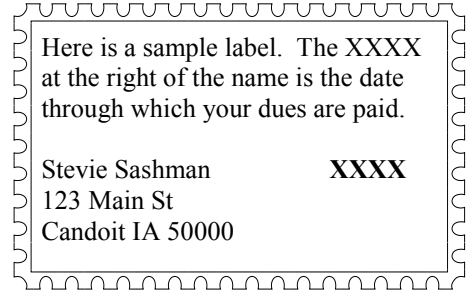 Here is a sample label.  The XXXX
at the right of the name is the date
through which your dues are paid.
Stevie Sashman XXXX
123 Main St
Candoit IA 50000